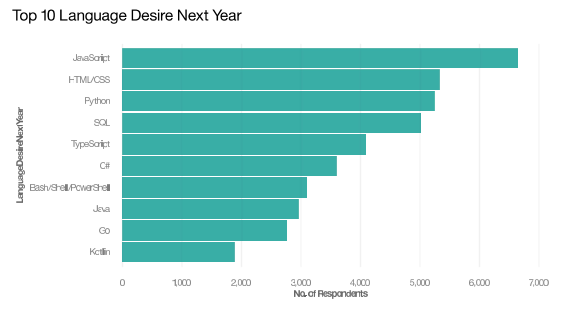 Top 10 Language Desire Next Year
LanguageDesireNextYear
JavaScript
HTML/CSS
Python
SQL
TypeScript
C#
Bash/Shell/PowerShell
Java
Go
Kotlin
0 1,000 2,000 3,000 4,000 5,000 6,000 7,000
No. of Respondents